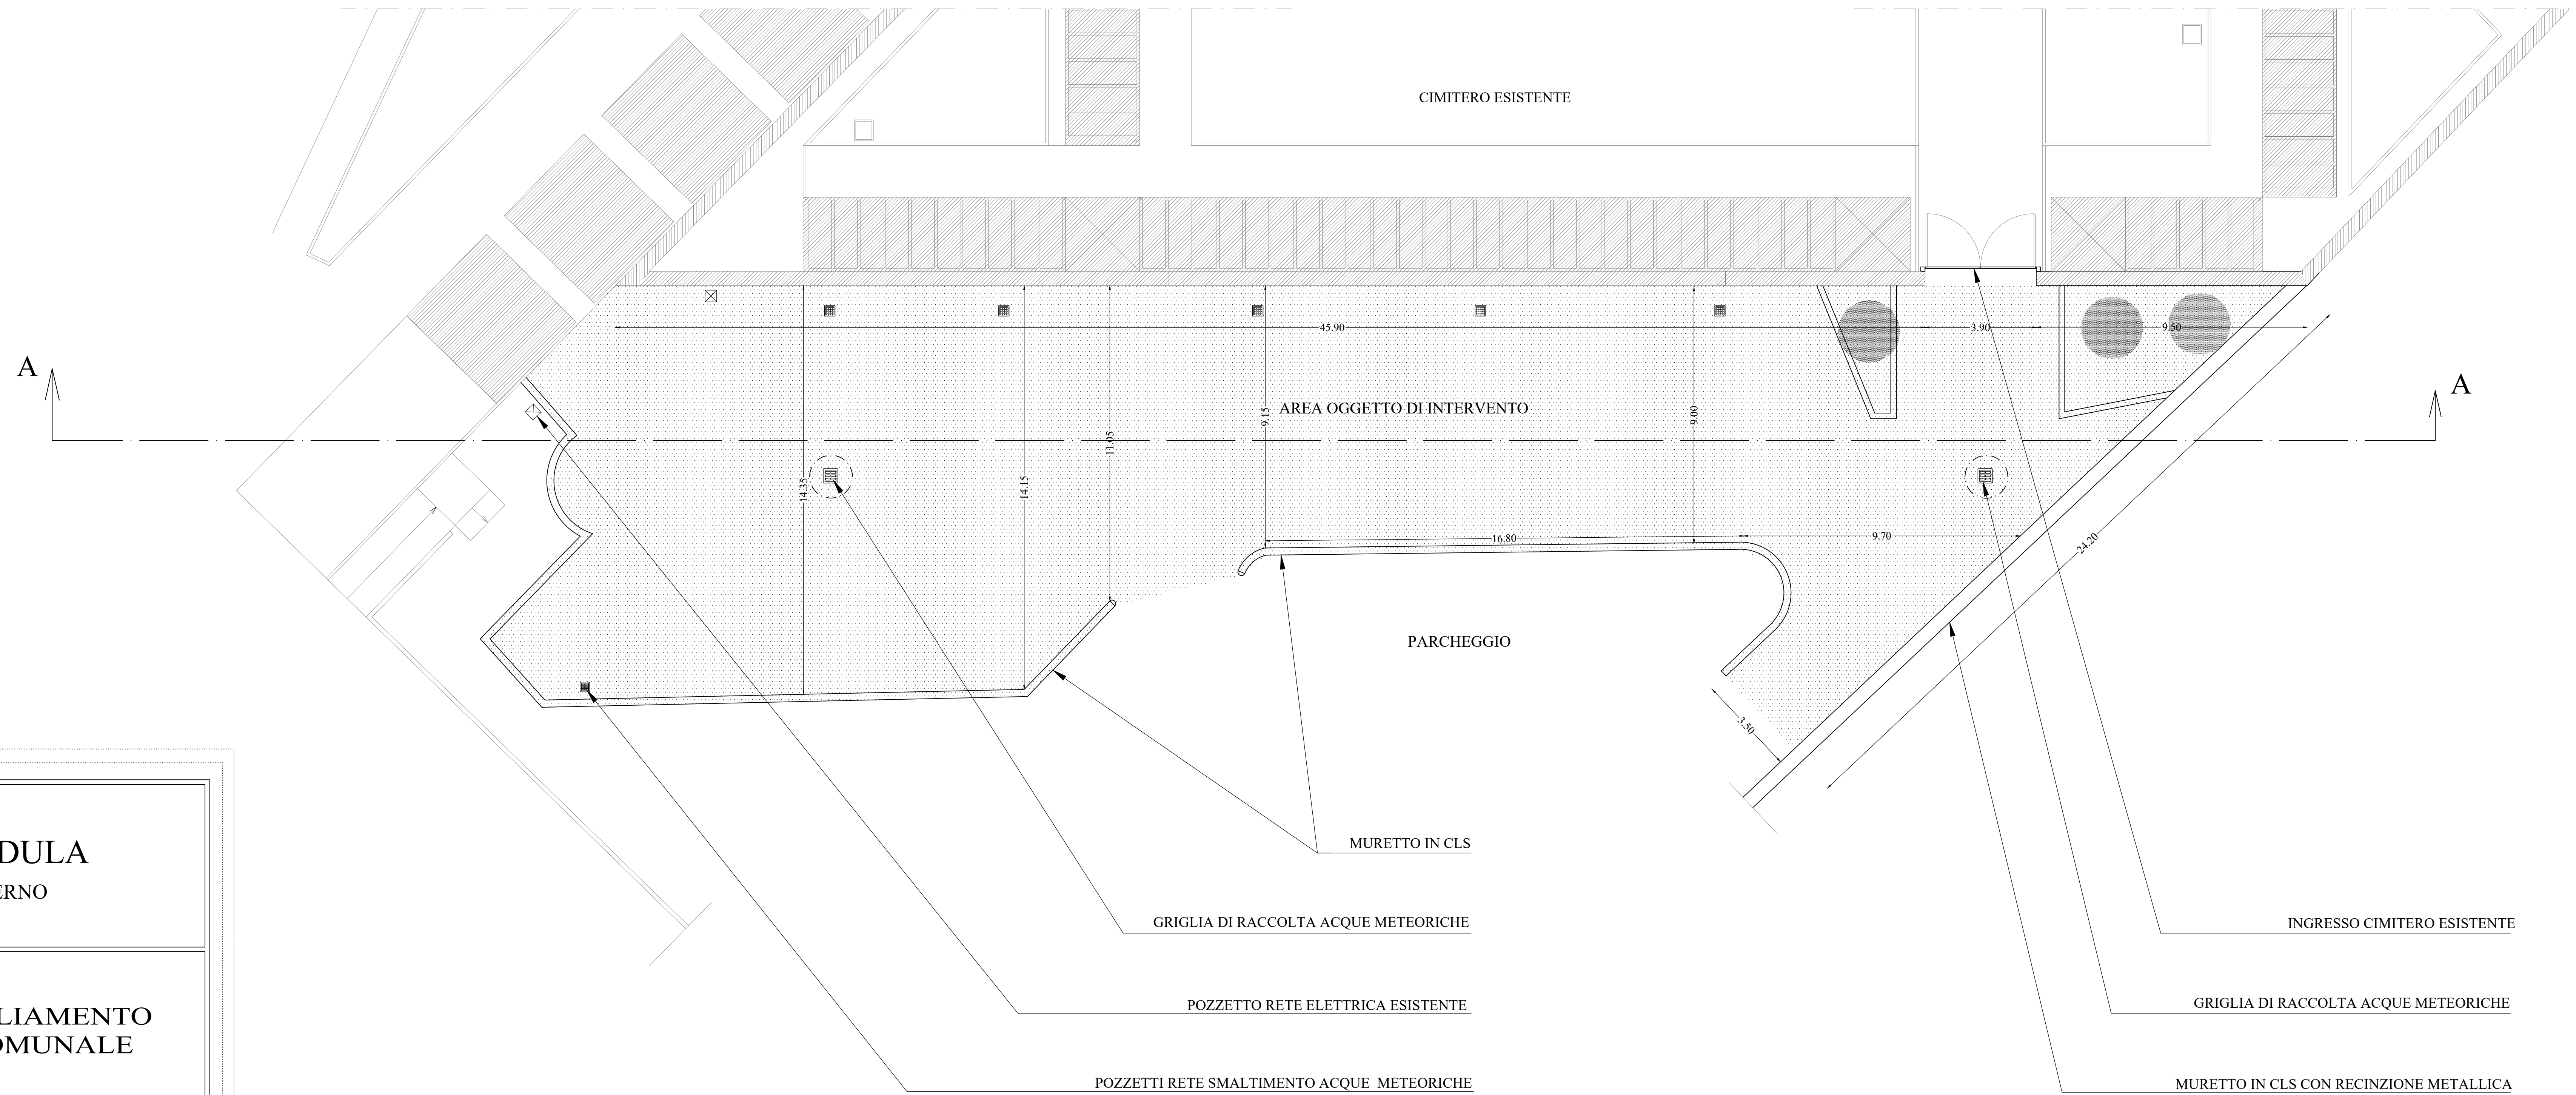 CIMITERO ESISTENTE
45.90
3.90
9.50
A
A
AREA OGGETTO DI INTERVENTO
9.15
9.00
11.05
14.35
14.15
16.80
9.70
24.20
PARCHEGGIO
3.50
MURETTO IN CLS
DULA
ERNO
GRIGLIA DI RACCOLTA ACQUE METEORICHE
INGRESSO CIMITERO ESISTENTE
POZZETTO RETE ELETTRICA ESISTENTE
GRIGLIA DI RACCOLTA ACQUE METEORICHE
LIAMENTO
OMUNALE
POZZETTI RETE SMALTIMENTO ACQUE METEORICHE
MURETTO IN CLS CON RECINZIONE METALLICA